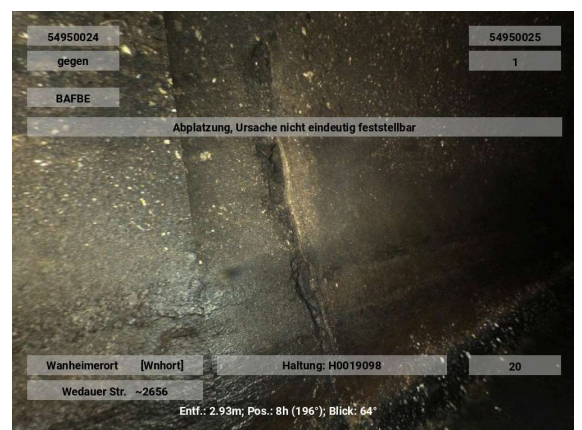 54950024
54950025
gegen
1
BAFBE
Abplatzung, Ursache nicht eindeutig feststellbar
Wanheimerort [Wnhort]
Haltung: H0019098
20
Wedauer Str. ~2656
Entf.: 2.93m; Pos.: 8h (196°); Blick: 64°